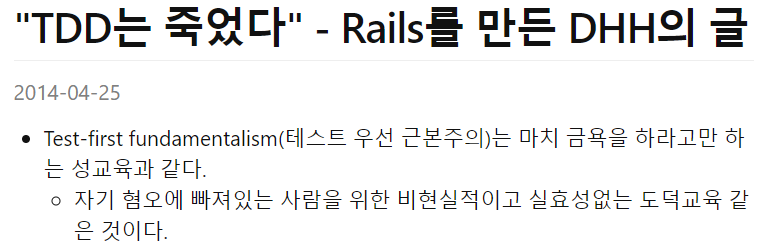 "TDD는 죽었다" - Rails를 만든 DHH의 글
2014-04-25
Test-first fundamentalism(테스트 우선 근본주의)는 마치 금욕을 하라고만 하
는 성교육과 같다.
자기 혐오에 빠져있는 사람을 위한 비현실적이고 실효성없는 도덕교육 같
은 것이다.